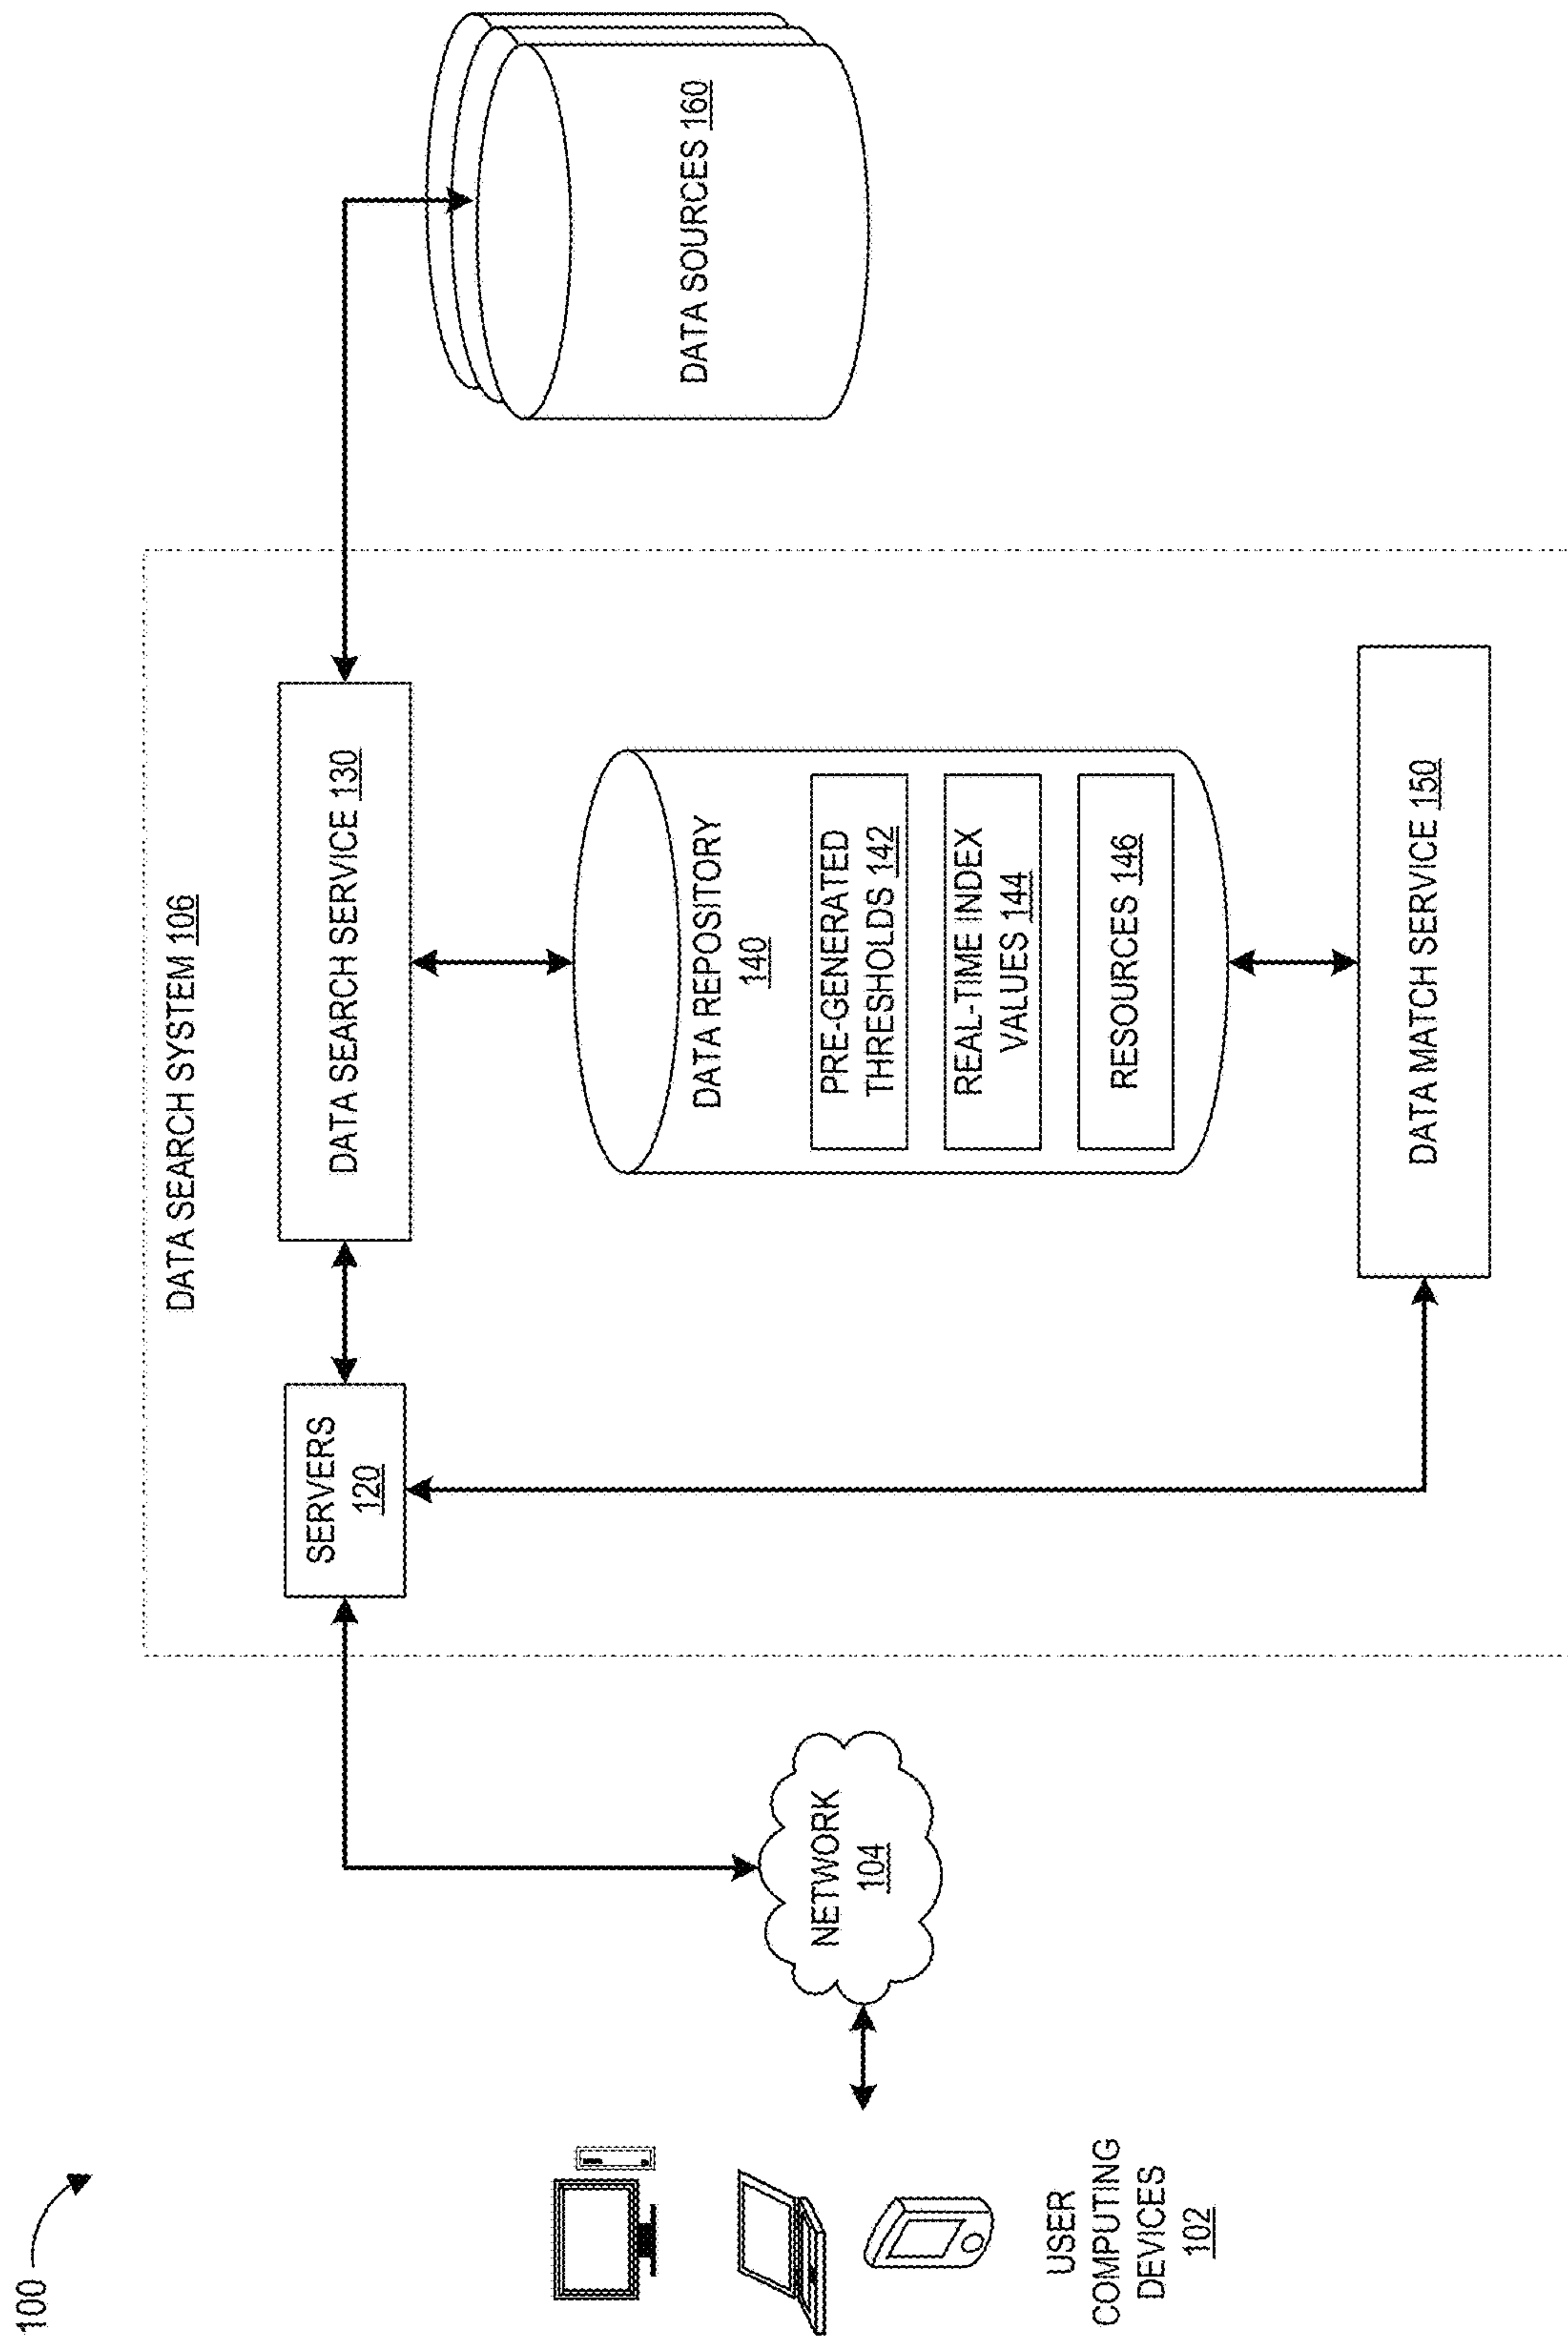 100
DATA SEARCH SYSTEM 106
SERVERS
120
DATA SEARCH SERVICE 130
DATA REPOSITORY
140
PRE-GENERATED
THRESHOLDS 142
REAL-TIME INDEX
VALUES 144
RESOURCES 146
DATA MATCH SERVICE 150
DATA SOURCES 160
NETWORK
104
USER
COMPUTING
DEVICES
102